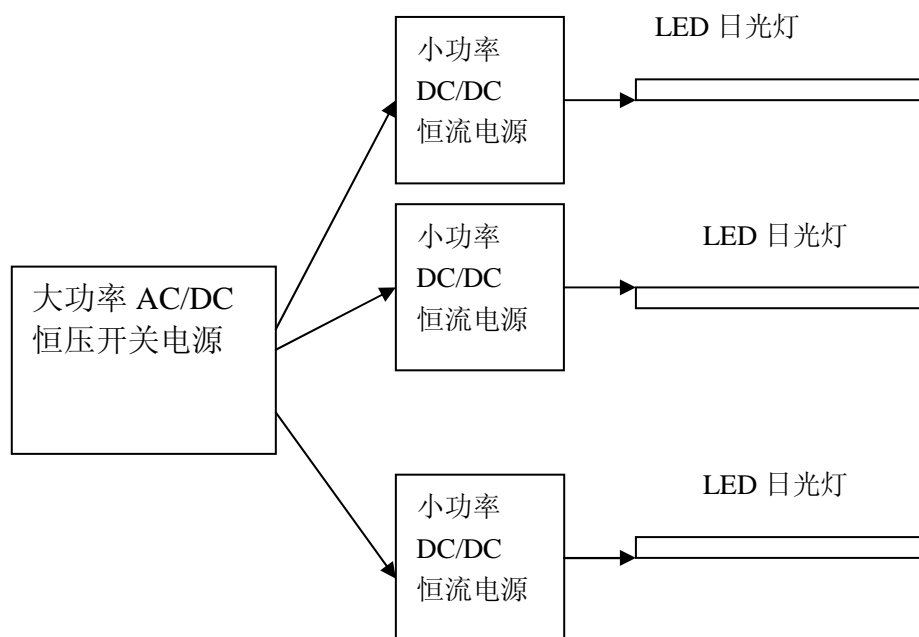 LED 日光灯
小功率
DC/DC
恒流电源
LED 日光灯
小功率
DC/DC
恒流电源
大功率 AC/DC
恒压开关电源
LED 日光灯
小功率
DC/DC
恒流电源